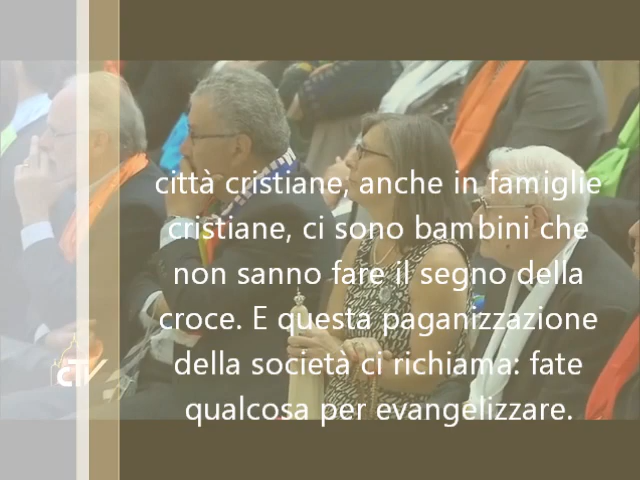 città cristiane, anche in famiglie
cristiane, ci sono bambini che
non sanno fare il segno della
croce. E questa paganizzazione
della società ci richiama: fate
qualcosa per evangelizzare.
CTV